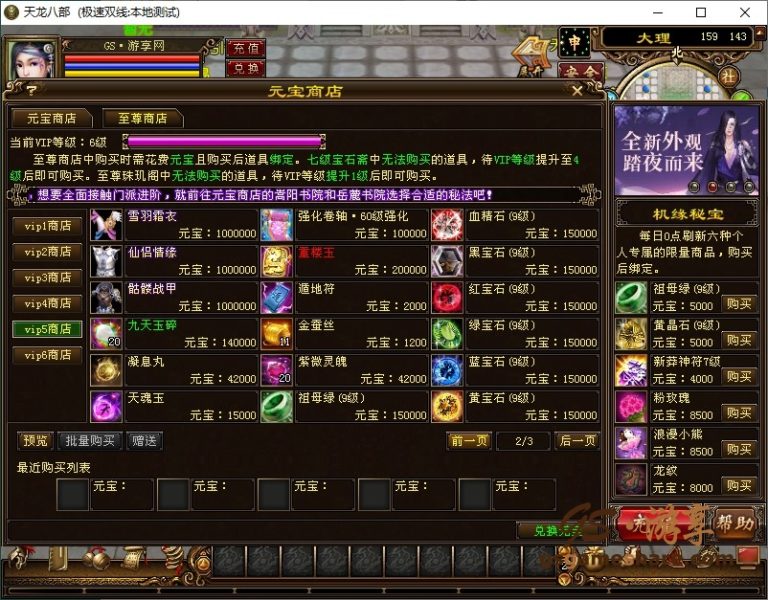 天龙八部 (极速双线:本地测试)
GS·游享网
充值
兑换
大理 159 143
北
申
社
安全
元宝商店
元宝商店
至尊商店
当前VIP等级：6级
至尊商店中购买时需花费元宝且购买后道具绑定。七级宝石斋中无法购买的道具，待VIP等级提升至4
级后即可购买。至尊珠玑阁中无法购买的道具，待VIP等级提升1级后即可购买。
想要全面接触门派进阶，就前往元宝商店的嵩阳书院和岳麓书院选择合适的秘法吧！
vip1商店
vip2商店
vip3商店
vip4商店
vip5商店
vip6商店
雪羽霜衣
元宝：1000000
强化卷轴·60级强化
元宝：100000
血精石(9级)
元宝：150000
仙侣情缘
元宝：1000000
重楼玉
元宝：200000
黑宝石(9级)
元宝：150000
骷髅战甲
元宝：1000000
遁地符
元宝：2000
红宝石(9级)
元宝：150000
20
九天玉碎
元宝：140000
11
金蚕丝
元宝：1200
绿宝石(9级)
元宝：150000
凝息丸
元宝：42000
20
紫微灵魄
元宝：42000
蓝宝石(9级)
元宝：150000
天魂玉
元宝：15000
祖母绿(9级)
元宝：150000
黄宝石(9级)
元宝：150000
预览
批量购买
赠送
前一页
2/3
后一页
最近购买列表
元宝：
元宝：
元宝：
元宝：
元宝：
全新外观
踏夜而来
机缘秘宝
每日0点刷新六种个
人专属的限量商品，购买
后绑定。
祖母绿(9级)
元宝：5000
购买
黄晶石(9级)
元宝：5000
购买
新莽神符7级
元宝：4000
购买
粉玫瑰
元宝：8500
购买
浪漫小熊
元宝：8500
购买
龙纹
元宝：8000
购买
帮助